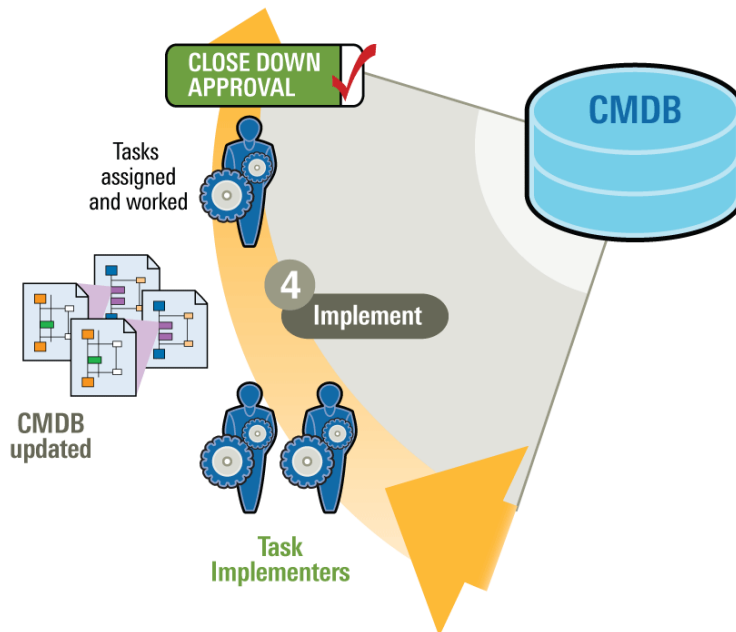 CLOSE DOWN
APPROVAL
CMDB
Tasks
assigned
and worked
4
Implement
CMDB
updated
Task
Implementers